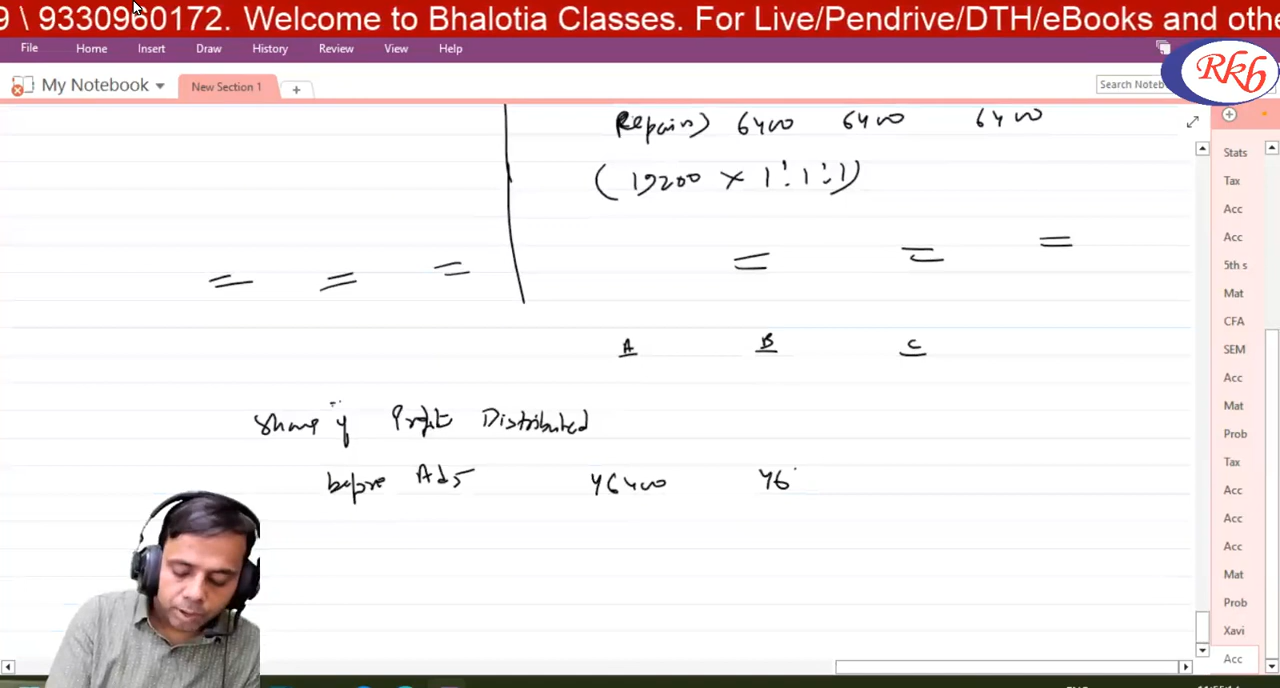 9 \ 9330960172. Welcome to Bhalotia Classes. For Live/Pendrive/DTH/eBooks and othe
File Home Insert Draw History Review View Help
Rkb
My Notebook New Section 1 + Search Noteb
Repairs) 6400 6400 6400
(19200 x 1:1:1)
A B C
Share of Profit Distributed
before Adj 46400 46
Stats
Tax
Acc
Acc
5th s
Mat
CFA
SEM
Acc
Mat
Prob
Tax
Acc
Acc
Acc
Mat
Prob
Xavi
Acc